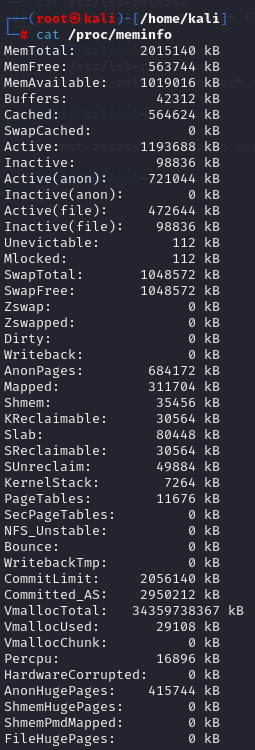 ┌──(root㉿kali)-[/home/kali]
└─# cat /proc/meminfo
MemTotal:        2015140 kB
MemFree:          563744 kB
MemAvailable:    1019016 kB
Buffers:           42312 kB
Cached:           564624 kB
SwapCached:            0 kB
Active:          1193688 kB
Inactive:          98836 kB
Active(anon):     721044 kB
Inactive(anon):        0 kB
Active(file):     472644 kB
Inactive(file):    98836 kB
Unevictable:         112 kB
Mlocked:             112 kB
SwapTotal:       1048572 kB
SwapFree:        1048572 kB
Zswap:                 0 kB
Zswapped:              0 kB
Dirty:                 0 kB
Writeback:             0 kB
AnonPages:        684172 kB
Mapped:           311704 kB
Shmem:             35456 kB
KReclaimable:      30564 kB
Slab:              80448 kB
SReclaimable:      30564 kB
SUnreclaim:        49884 kB
KernelStack:        7264 kB
PageTables:        11676 kB
SecPageTables:         0 kB
NFS_Unstable:          0 kB
Bounce:                0 kB
WritebackTmp:          0 kB
CommitLimit:     2056140 kB
Committed_AS:    2950212 kB
VmallocTotal:   34359738367 kB
VmallocUsed:       29108 kB
VmallocChunk:          0 kB
Percpu:            16896 kB
HardwareCorrupted:     0 kB
AnonHugePages:    415744 kB
ShmemHugePages:        0 kB
ShmemPmdMapped:        0 kB
FileHugePages:         0 kB